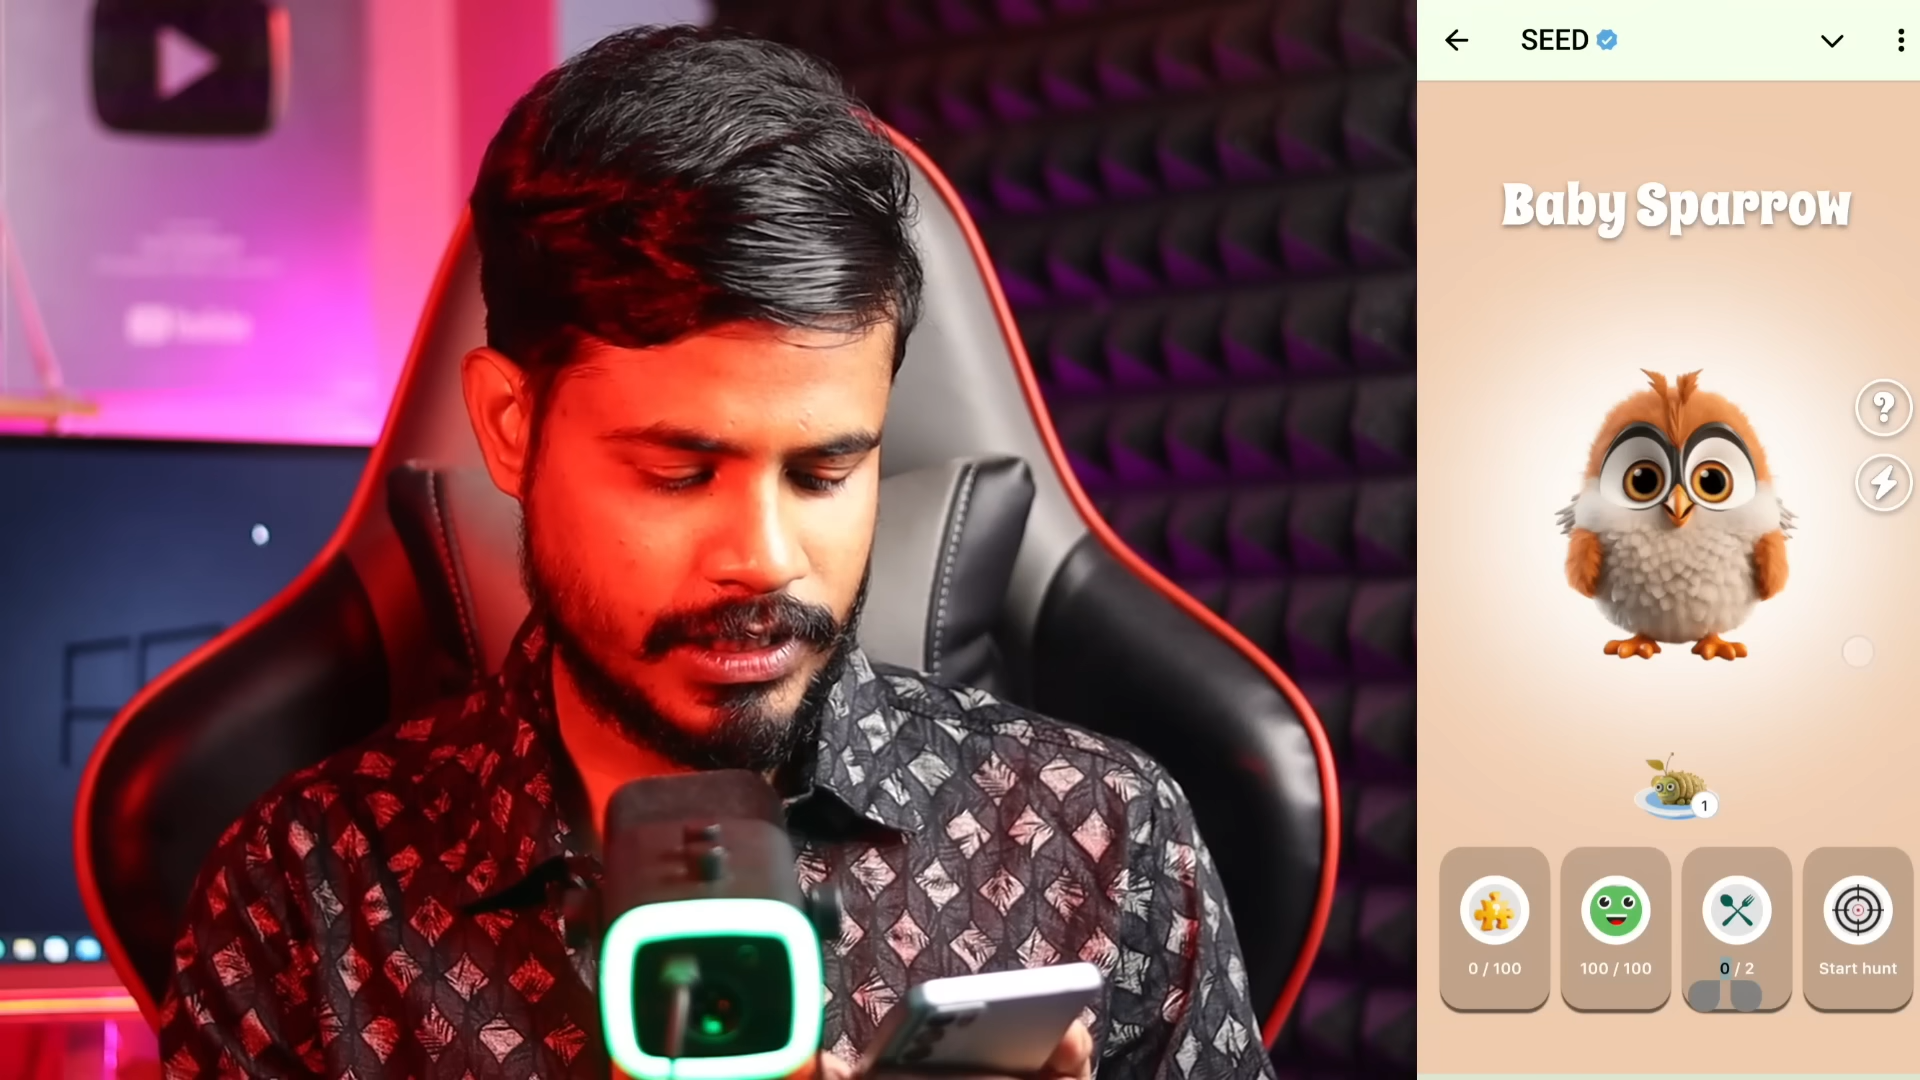 SEED
Baby Sparrow
1
0 / 100
100 / 100
0 / 2
Start hunt